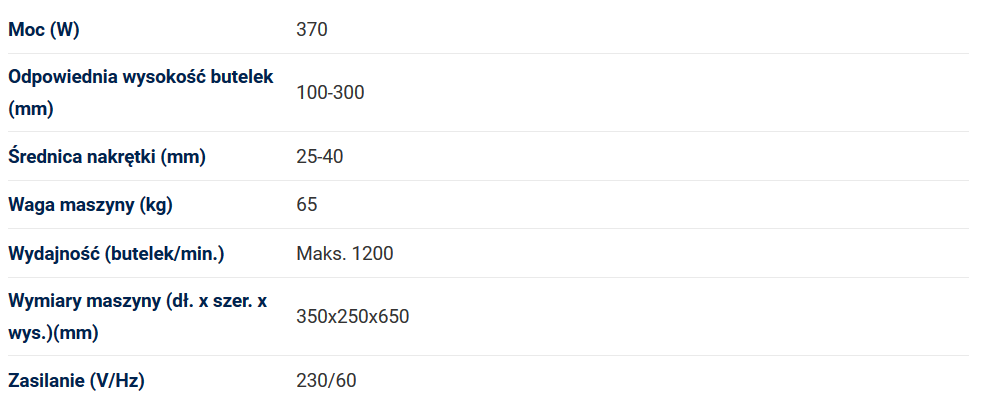 Moc (W) 370
Odpowiednia wysokość butelek
(mm) 100-300
Średnica nakrętki (mm) 25-40
Waga maszyny (kg) 65
Wydajność (butelek/min.) Maks. 1200
Wymiary maszyny (dł. x szer. x
wys.)(mm) 350x250x650
Zasilanie (V/Hz) 230/60